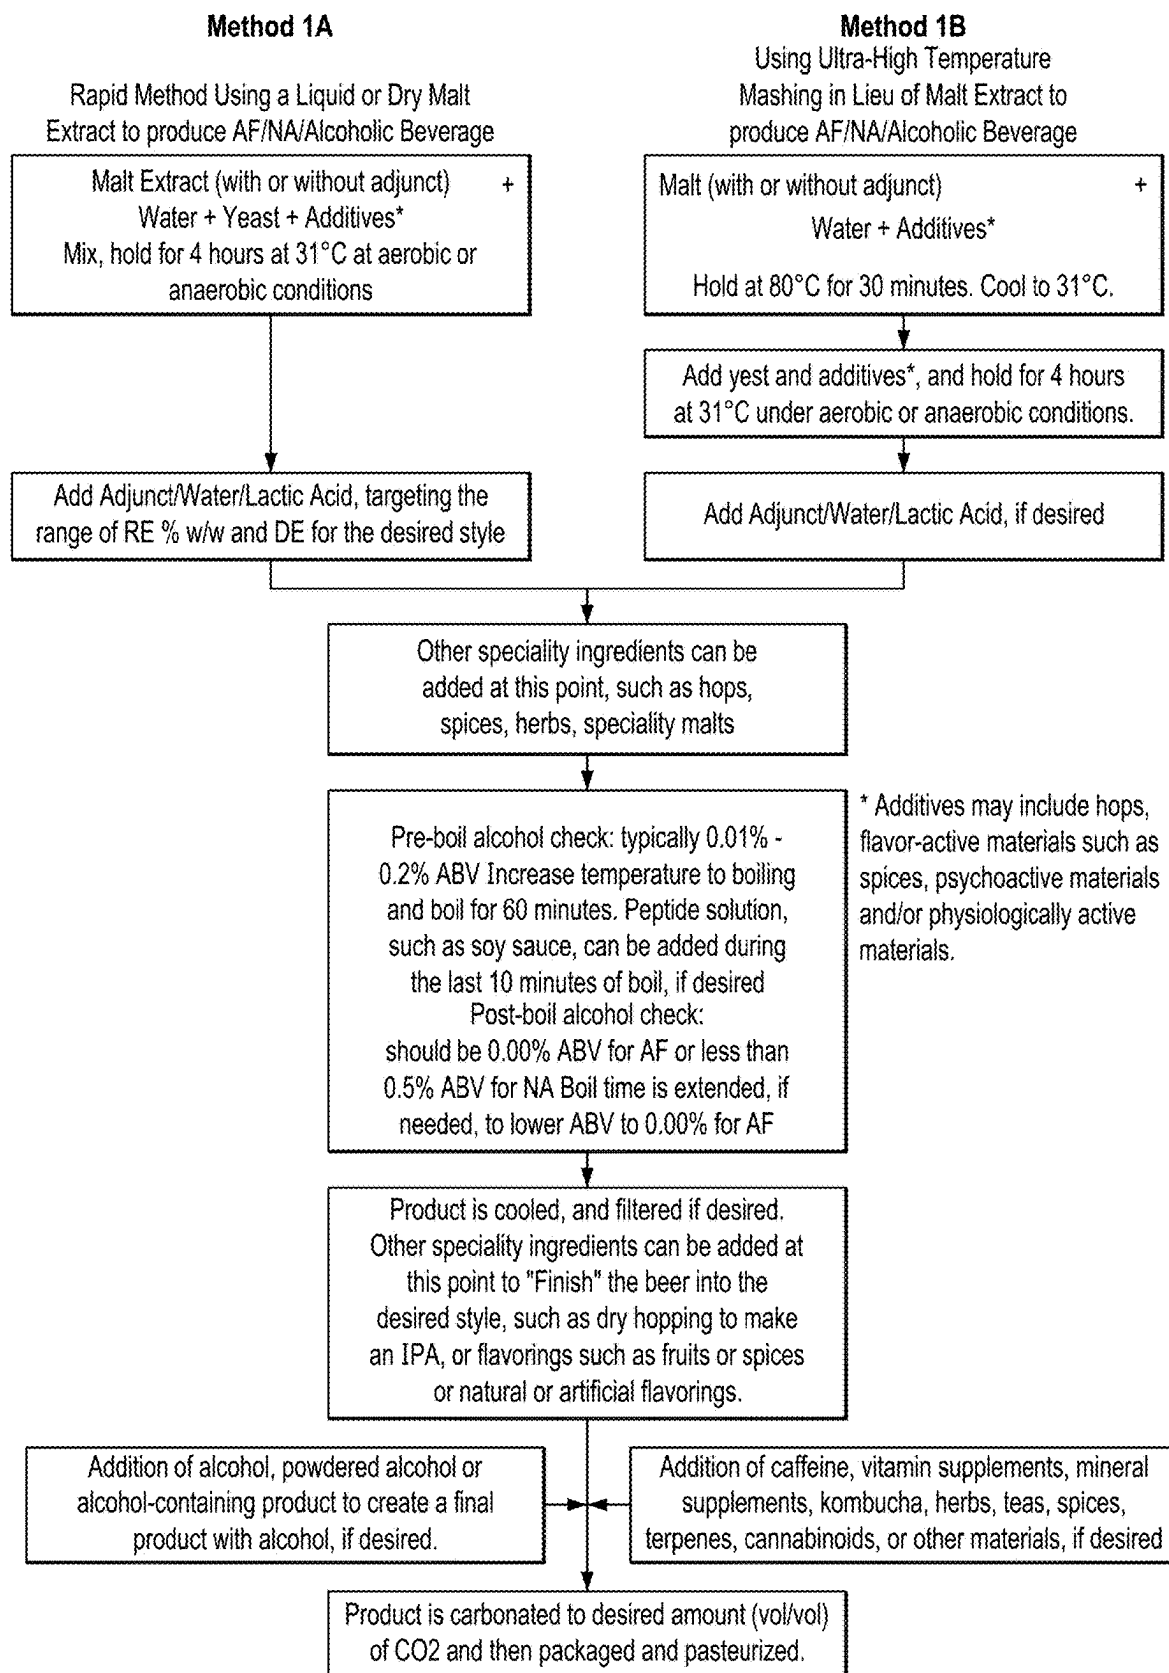 Method 1A
Rapid Method Using a Liquid or Dry Malt
Extract to produce AF/NA/Alcoholic Beverage
Malt Extract (with or without adjunct) +
Water + Yeast + Additives*
Mix, hold for 4 hours at 31°C at aerobic or
anaerobic conditions
Method 1B
Using Ultra-High Temperature
Mashing in Lieu of Malt Extract to
produce AF/NA/Alcoholic Beverage
Malt (with or without adjunct) +
Water + Additives*
Hold at 80°C for 30 minutes. Cool to 31°C.
Add yest and additives*, and hold for 4 hours
at 31°C under aerobic or anaerobic conditions.
Add Adjunct/Water/Lactic Acid, targeting the
range of RE % w/w and DE for the desired style
Add Adjunct/Water/Lactic Acid, if desired
Other speciality ingredients can be
added at this point, such as hops,
spices, herbs, speciality malts
Pre-boil alcohol check: typically 0.01% -
0.2% ABV Increase temperature to boiling
and boil for 60 minutes. Peptide solution,
such as soy sauce, can be added during
the last 10 minutes of boil, if desired
Post-boil alcohol check:
should be 0.00% ABV for AF or less than
0.5% ABV for NA Boil time is extended, if
needed, to lower ABV to 0.00% for AF
* Additives may include hops,
flavor-active materials such as
spices, psychoactive materials
and/or physiologically active
materials.
Product is cooled, and filtered if desired.
Other speciality ingredients can be added at
this point to "Finish" the beer into the
desired style, such as dry hopping to make
an IPA, or flavorings such as fruits or spices
or natural or artificial flavorings.
Addition of alcohol, powdered alcohol or
alcohol-containing product to create a final
product with alcohol, if desired.
Addition of caffeine, vitamin supplements, mineral
supplements, kombucha, herbs, teas, spices,
terpenes, cannabinoids, or other materials, if desired
Product is carbonated to desired amount (vol/vol)
of CO2 and then packaged and pasteurized.